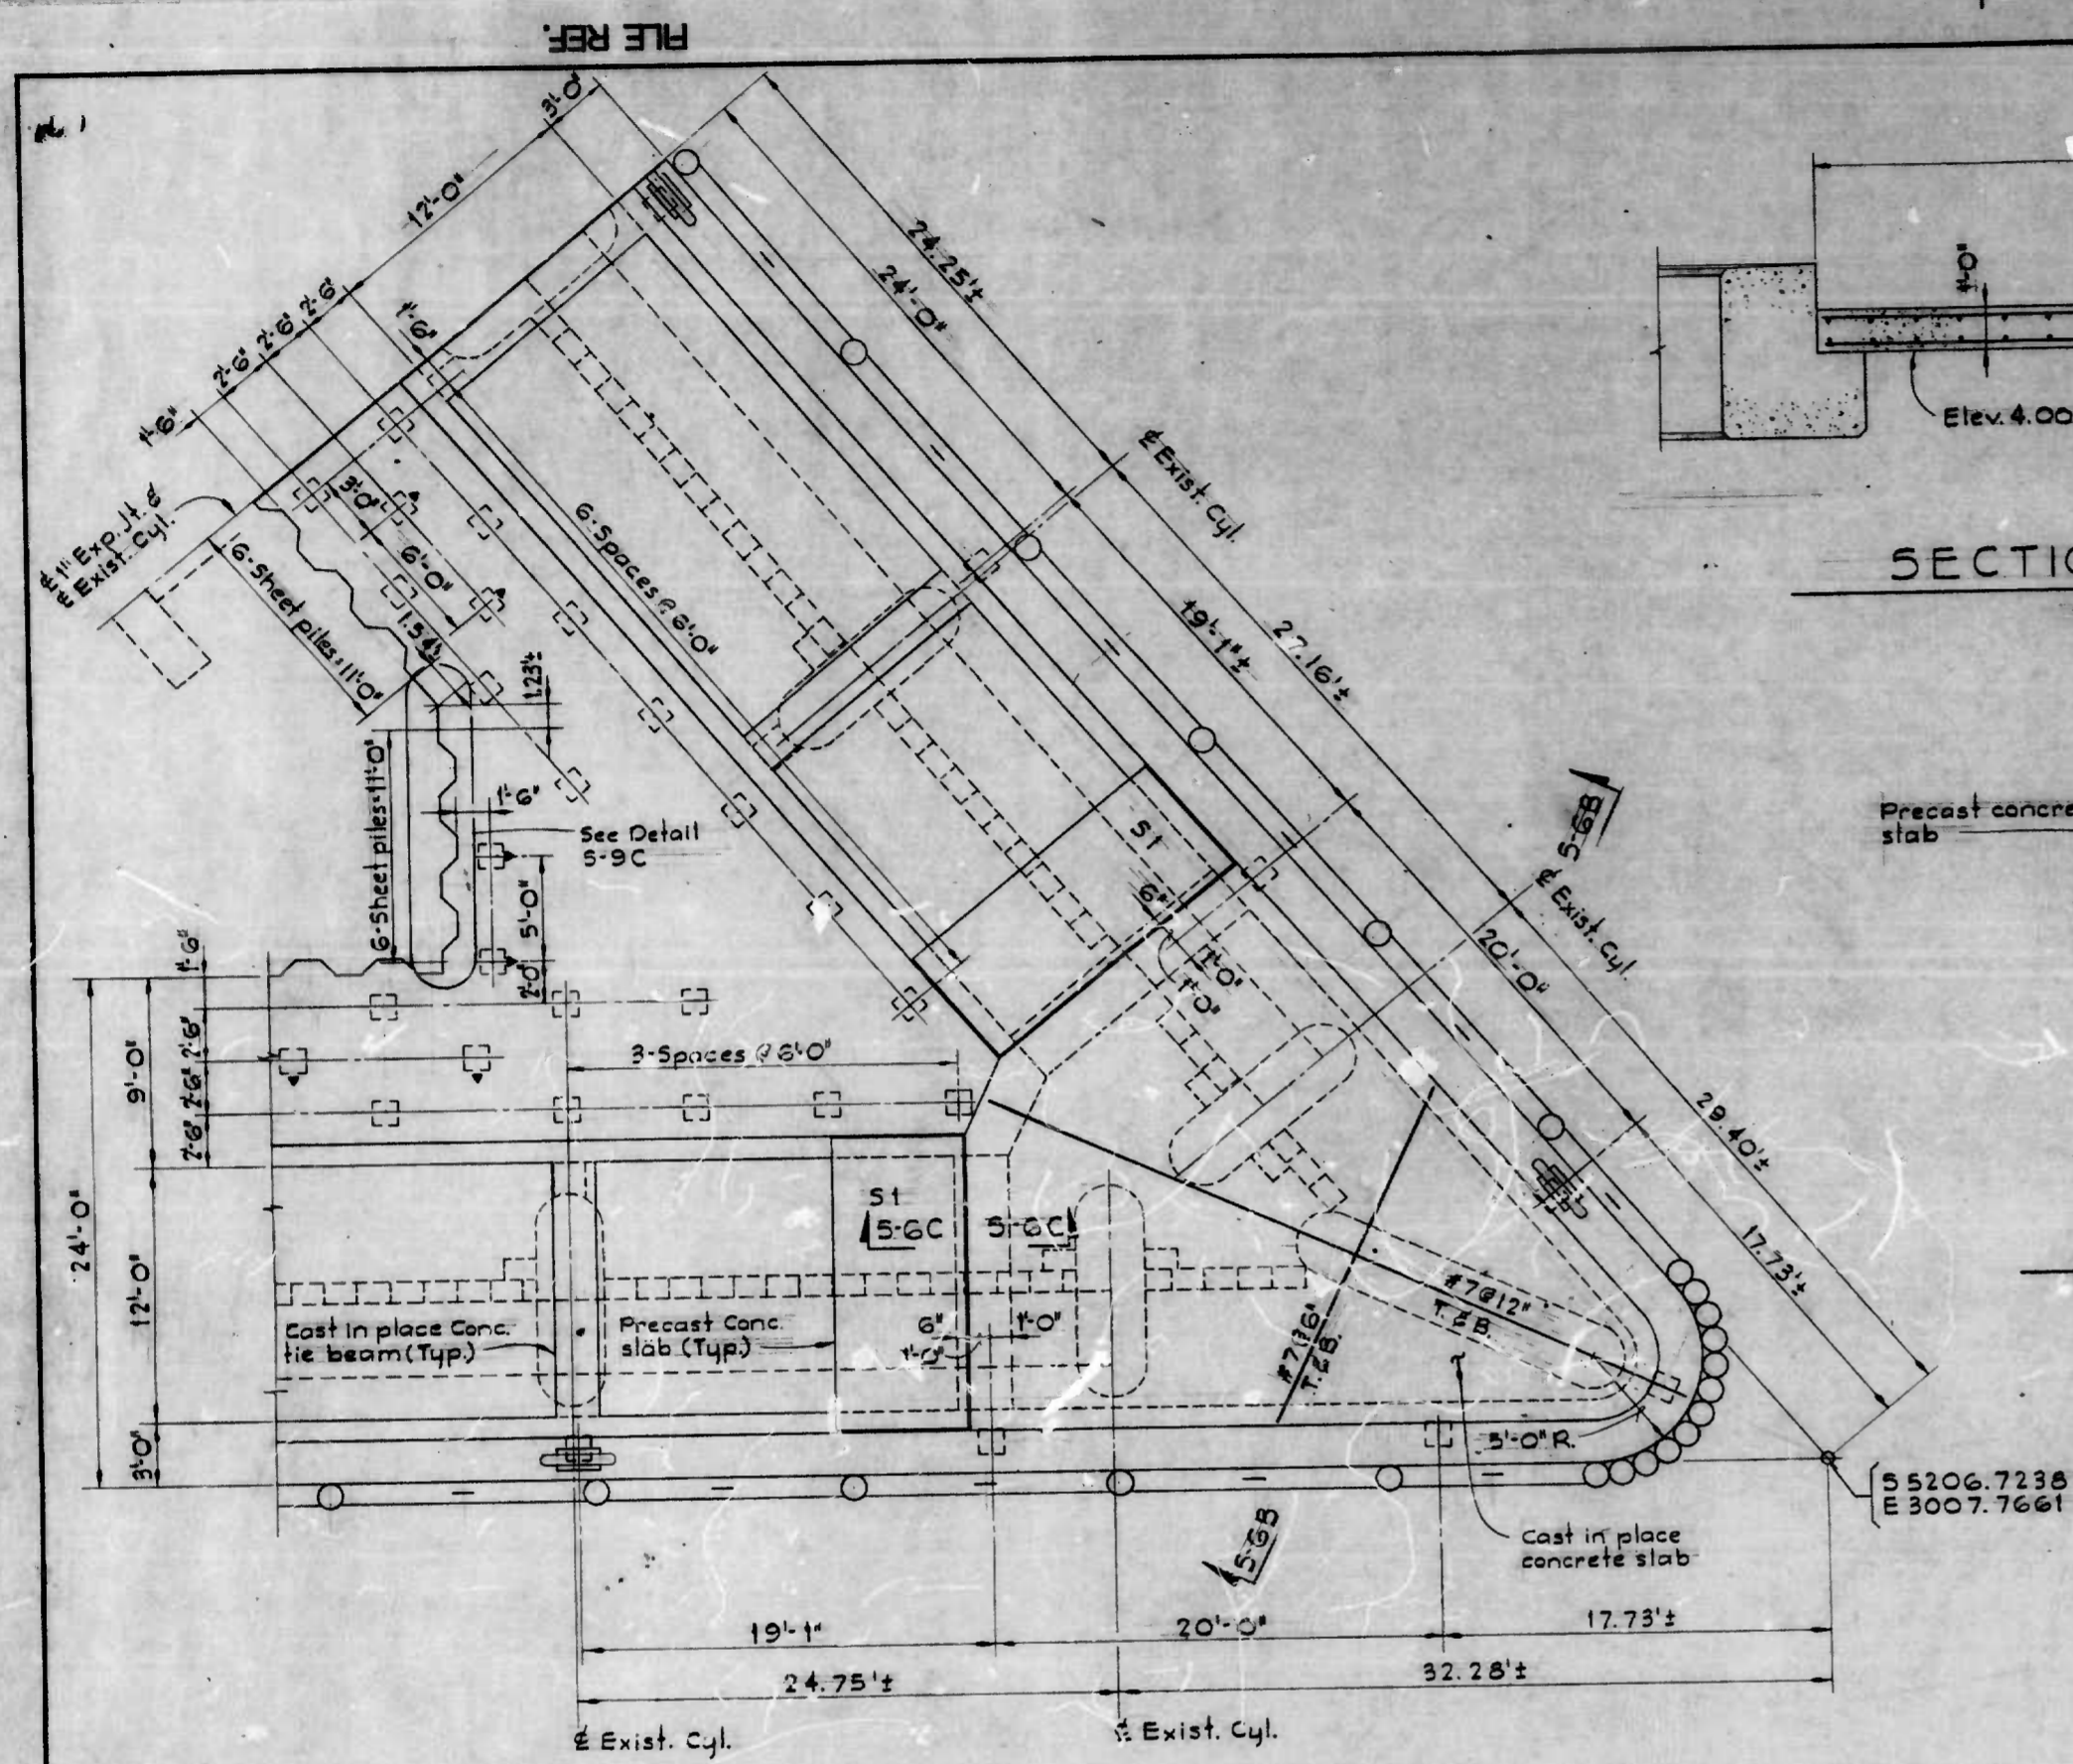 FILE REF.
3'-0"
12'-0"
2'-6"
2'-6"
2'-6"
1'-6"
1'-6"
24.25'±
24'-0"
℄ Exist. Cyl.
1'-0"
Elev. 4.00
SECTIO
℄ 1" Exp. Jt. &
℄ Exist. Cyl.
6-Sheet piles=11'-0"
3'-0"
6'-0"
1.54'±
6-Spaces @ 6'-0"
1.23'±
19'-1"±
27.16'±
6-Sheet piles=11'-0"
1'-6"
See Detail
5-9C
5'-0"
2'-0"
S1
6"
1'-0"
1'-0"
5-6B
℄ Exist. Cyl.
20'-0"
Precast concre
slab
1'-6"
2'-6"
2'-6"
2'-6"
9'-0"
24'-0"
12'-0"
3'-0"
3-Spaces @ 6'-0"
29.40'±
17.73'±
S1
5-6C
5-6C
Cast in place Conc.
tie beam (Typ.)
Precast Conc.
slab (Typ.)
6"
1'-0"
1'-0"
#7@6"
T.&B.
#7@12"
T.&B.
5'-0" R.
S 5206.7238
E 3007.7661
Cast in place
concrete slab
5-6B
19'-1"
20'-0"
17.73'±
24.75'±
32.28'±
℄ Exist. Cyl.
℄ Exist. Cyl.